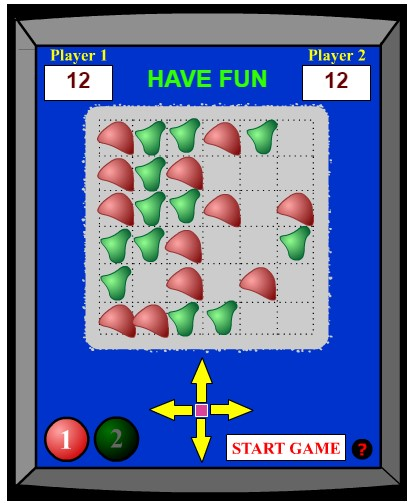 Player 1
Player 2
12
HAVE FUN
12
1
2
START GAME
?